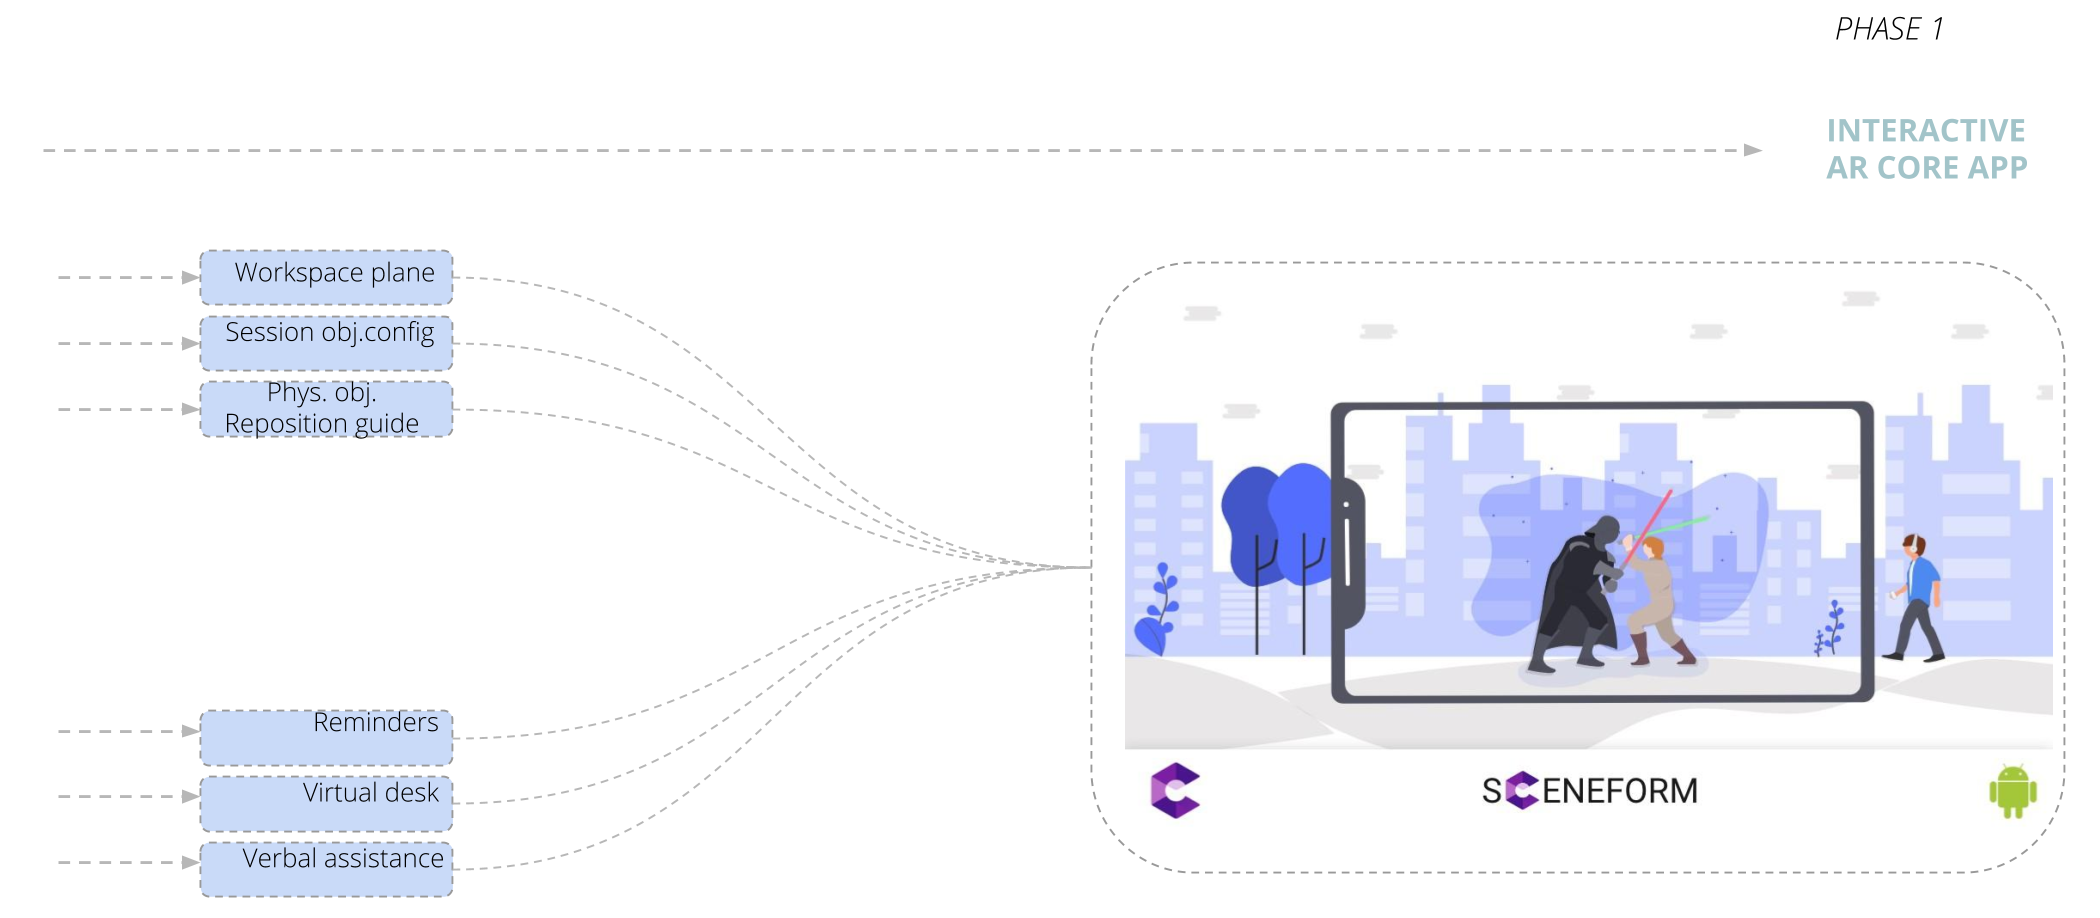 PHASE 1
INTERACTIVE
AR CORE APP
Workspace plane
Session obj.config
Phys. obj.
Reposition guide
Reminders
Virtual desk
Verbal assistance
SCENEFORM